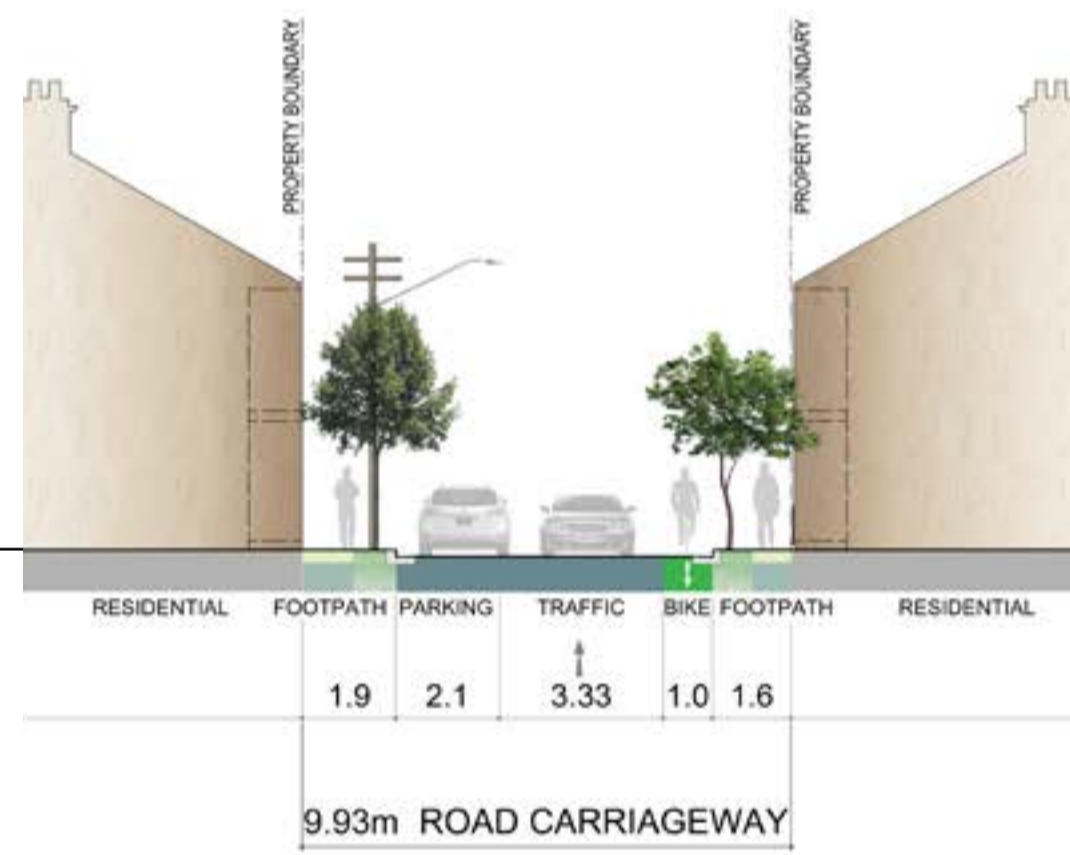 PROPERTY BOUNDARY
PROPERTY BOUNDARY
RESIDENTIAL FOOTPATH PARKING TRAFFIC BIKE FOOTPATH RESIDENTIAL
1.9 2.1 3.33 1.0 1.6
9.93m ROAD CARRIAGEWAY